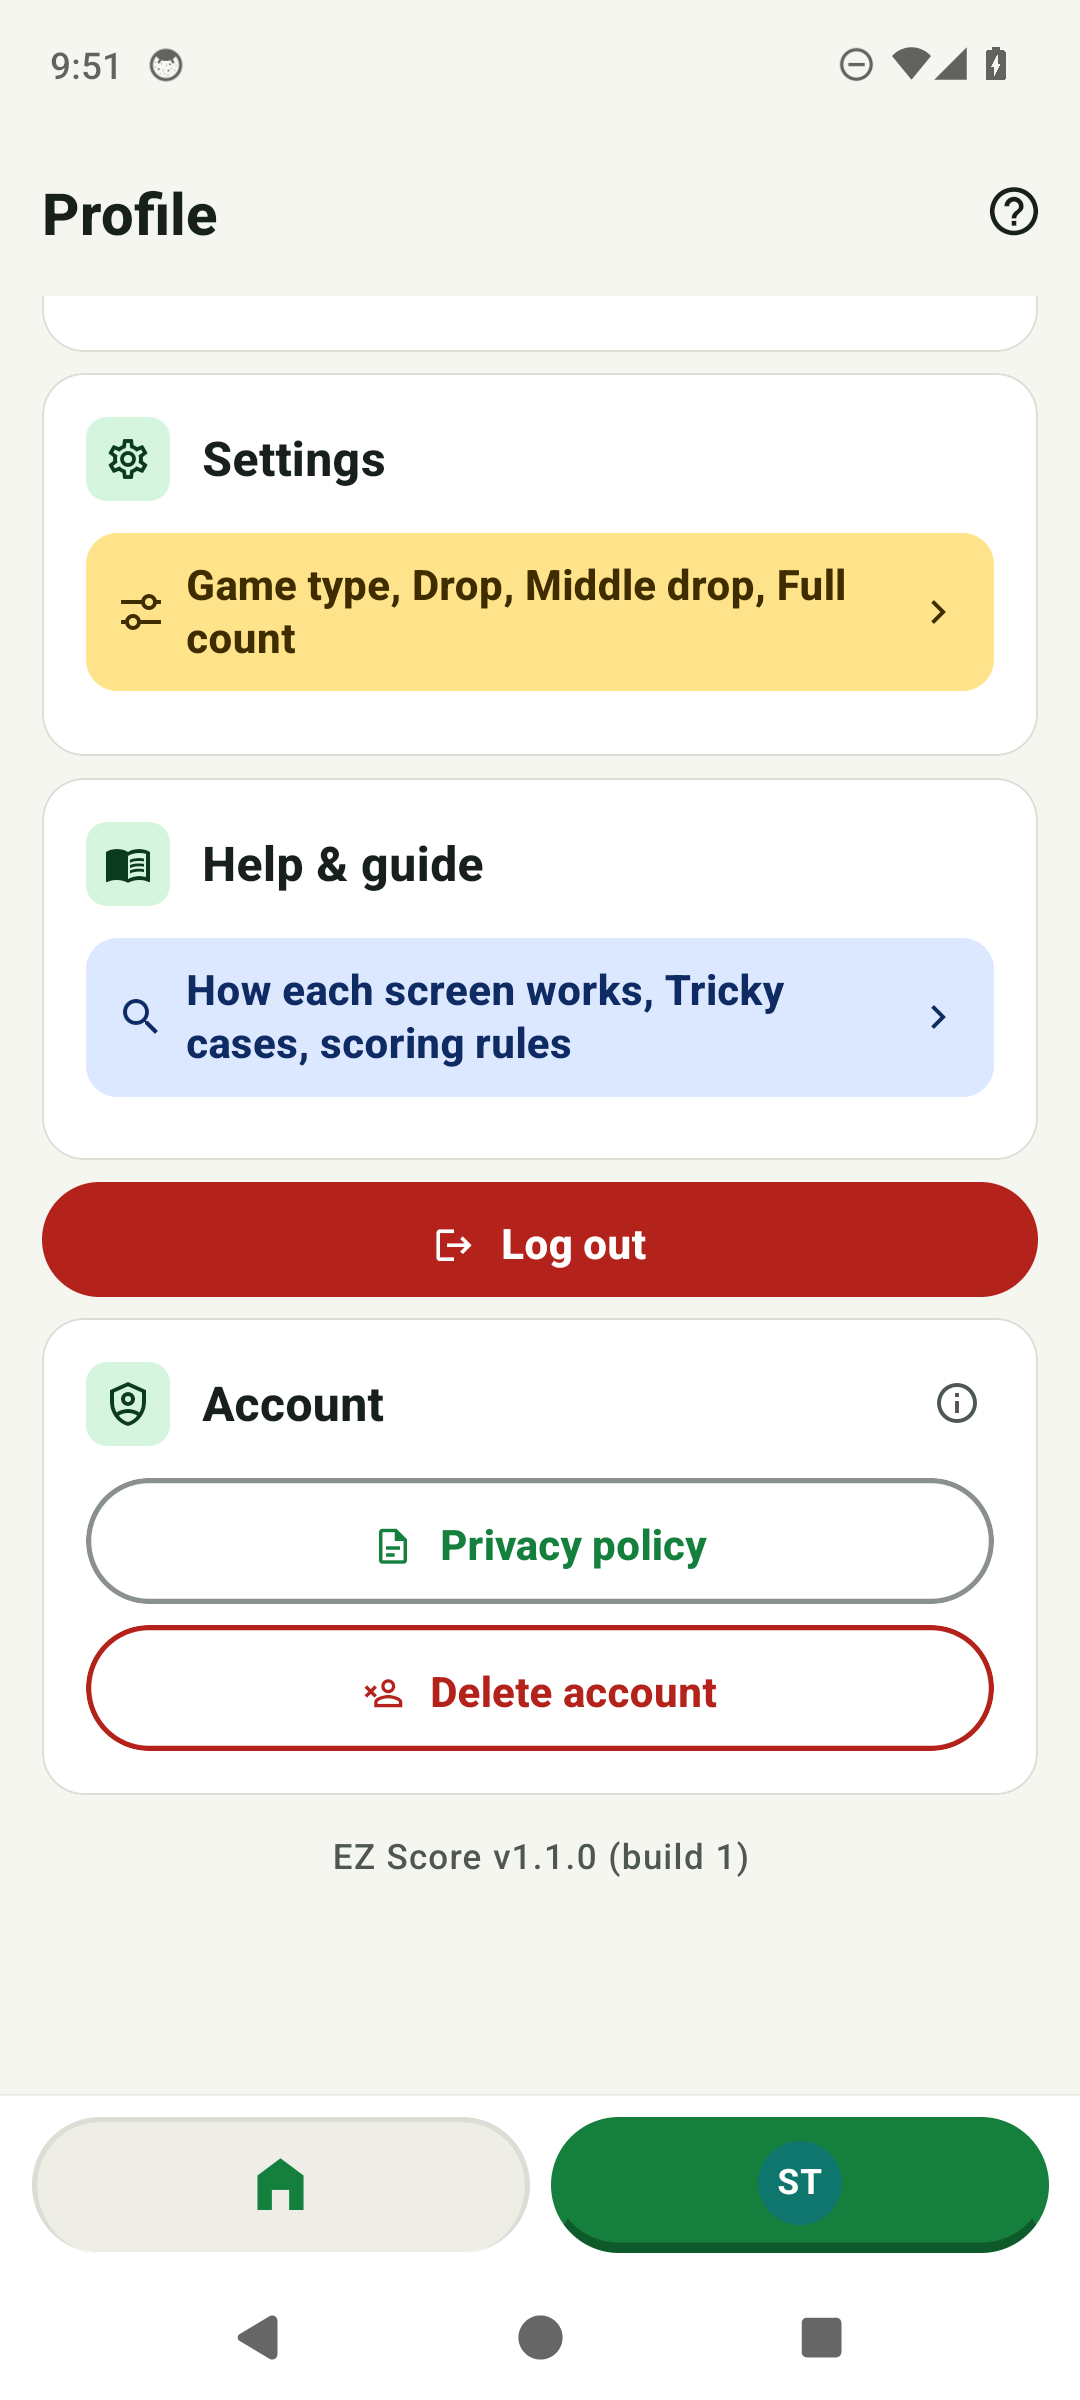 9:51
Profile
Settings
Game type, Drop, Middle drop, Full
count
Help & guide
How each screen works, Tricky
cases, scoring rules
Log out
Account
Privacy policy
Delete account
EZ Score v1.1.0 (build 1)
ST